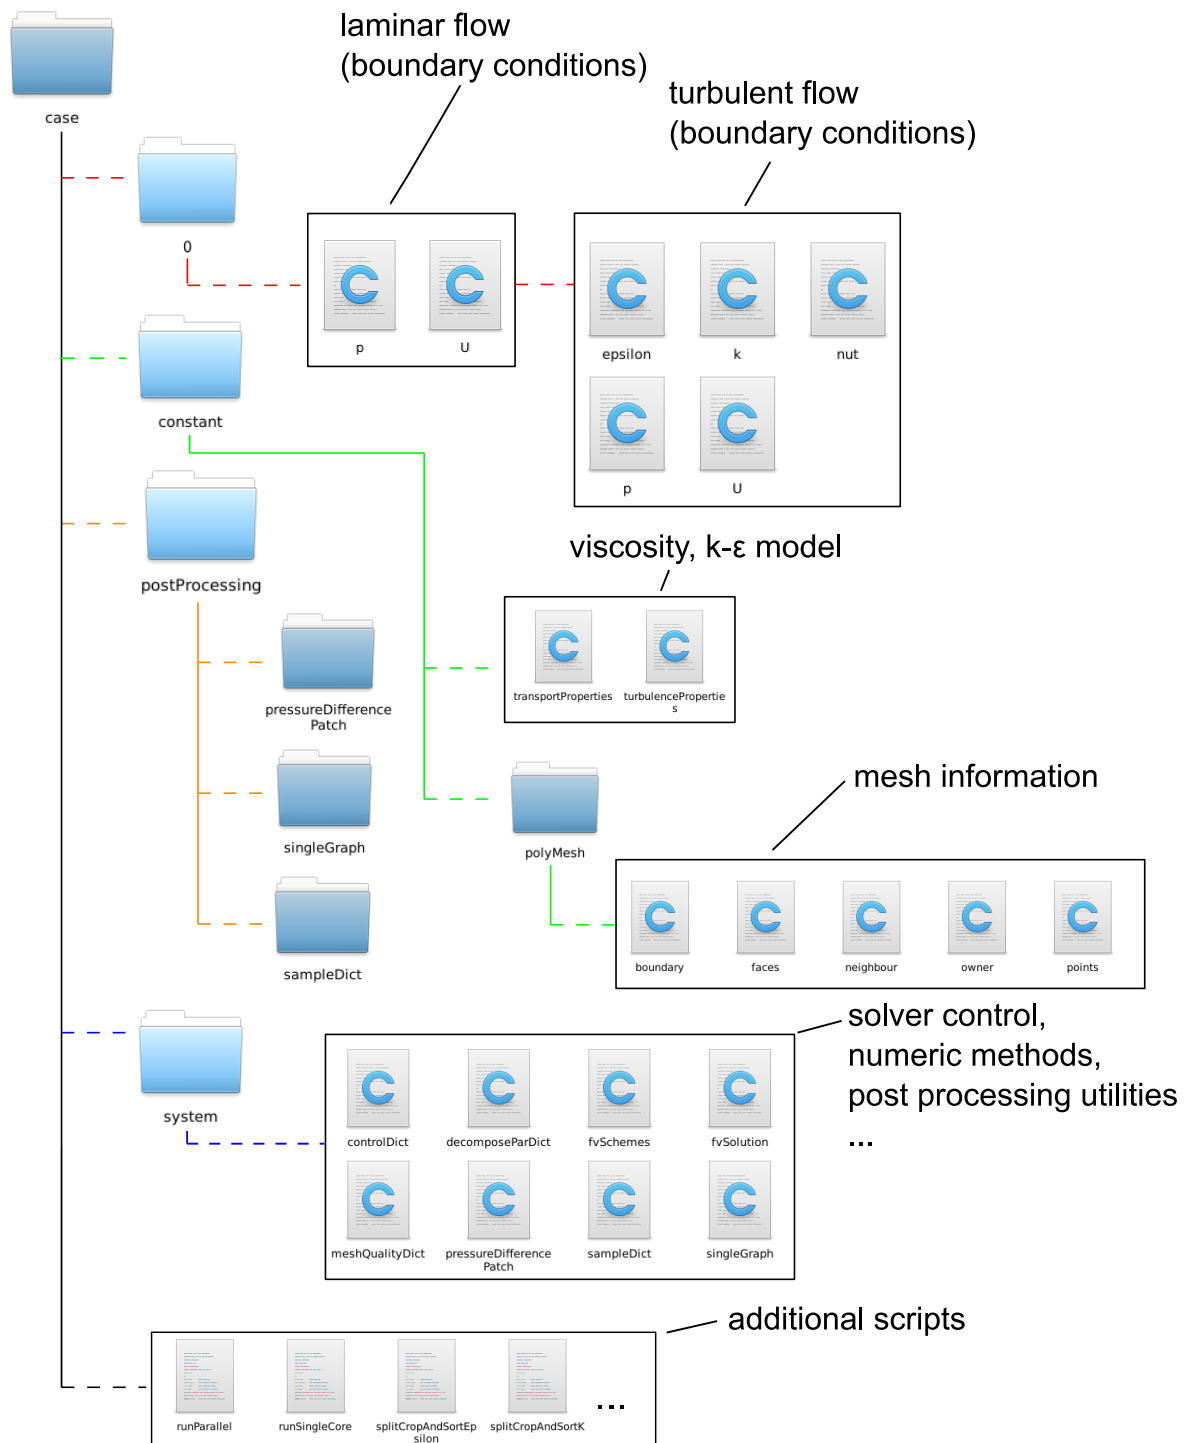 laminar flow
(boundary conditions)
turbulent flow
(boundary conditions)
case
0
p
U
epsilon
k
nut
p
U
constant
viscosity, k-ε model
transportProperties
turbulencePropertie
s
postProcessing
pressureDifference
Patch
singleGraph
sampleDict
mesh information
polyMesh
boundary
faces
neighbour
owner
points
system
solver control,
numeric methods,
post processing utilities
...
controlDict
decomposeParDict
fvSchemes
fvSolution
meshQualityDict
pressureDifference
Patch
sampleDict
singleGraph
additional scripts
runParallel
runSingleCore
splitCropAndSortEp
silon
splitCropAndSortK
...